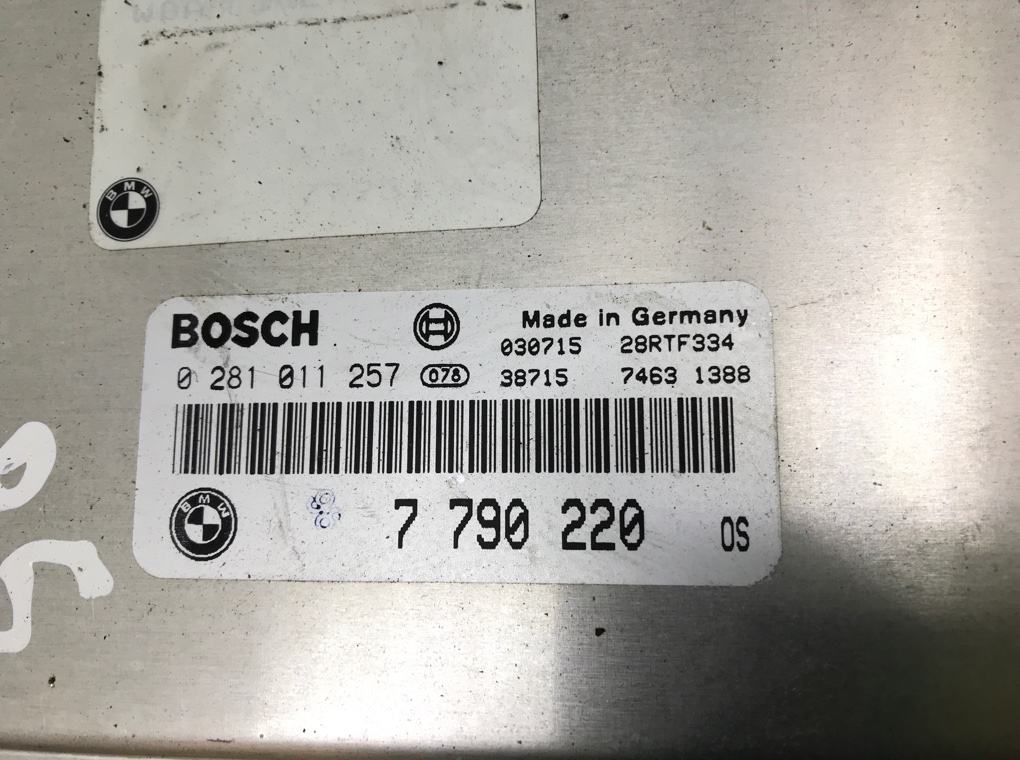 BMW
BOSCH
Made in Germany
030715 28RTF334
0 281 011 257 078 38715 7463 1388
BMW
7 790 220 OS